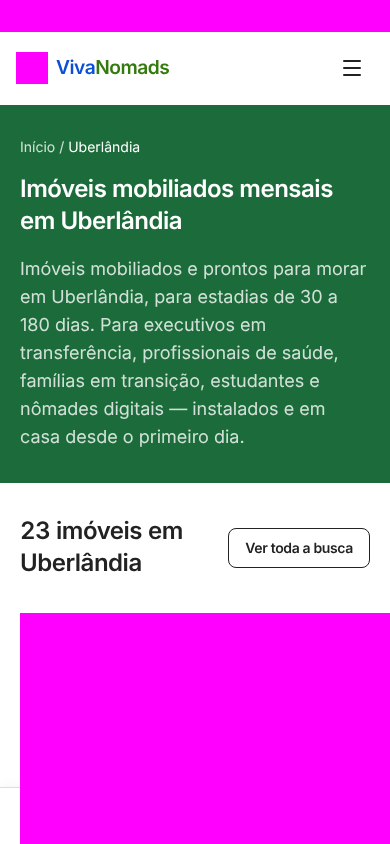 VivaNomads
Início / Uberlândia
Imóveis mobiliados mensais
em Uberlândia
Imóveis mobiliados e prontos para morar
em Uberlândia, para estadias de 30 a
180 dias. Para executivos em
transferência, profissionais de saúde,
famílias em transição, estudantes e
nômades digitais — instalados e em
casa desde o primeiro dia.
23 imóveis em
Uberlândia
Ver toda a busca